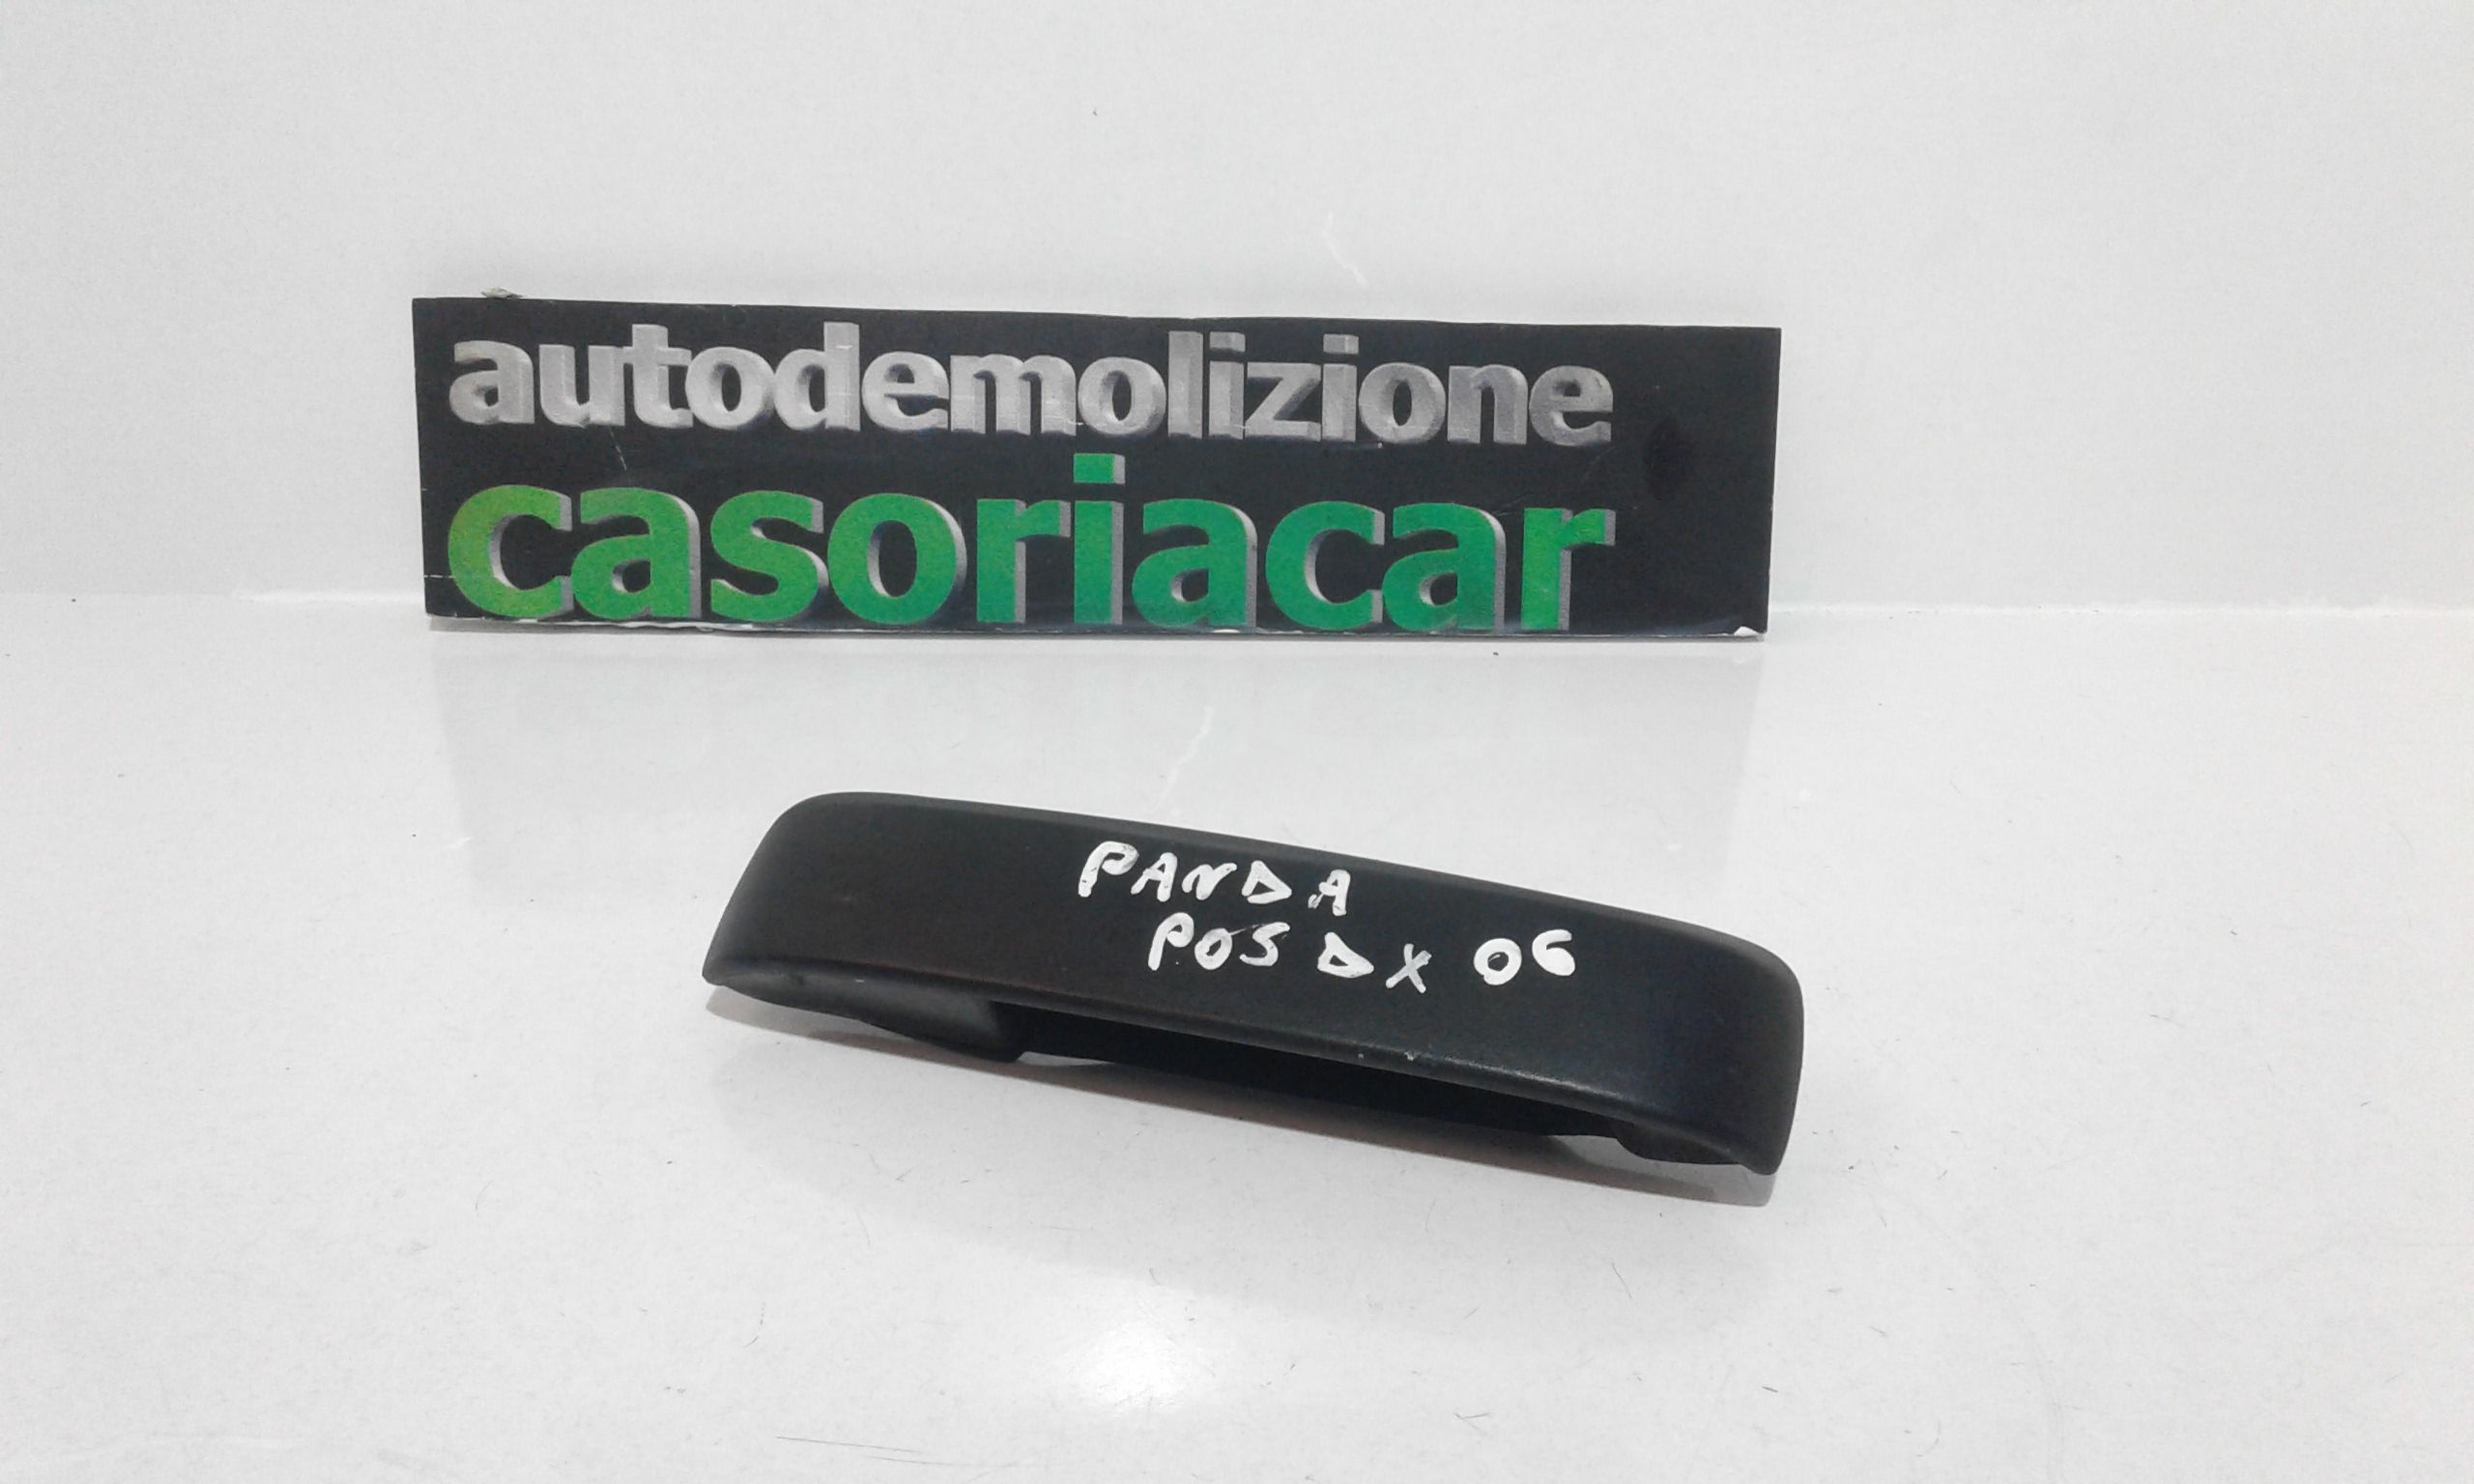 autodemolizione
casoriacar
PANDA
POS DX 06